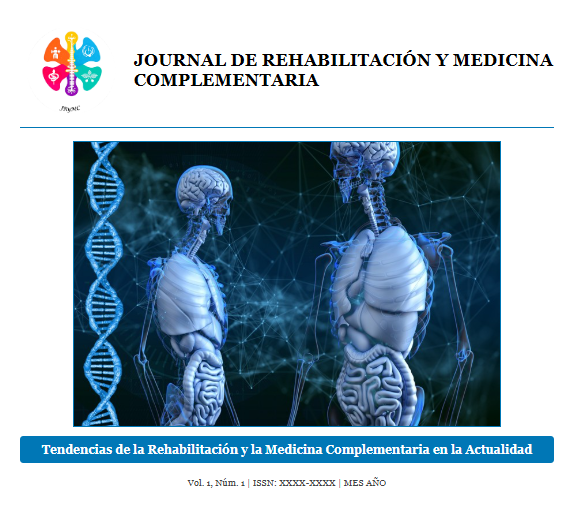 JOURNAL DE REHABILITACIÓN Y MEDICINA
COMPLEMENTARIA
JRyMC
Tendencias de la Rehabilitación y la Medicina Complementaria en la Actualidad
Vol. 1, Núm. 1 | ISSN: XXXX-XXXX | MES AÑO